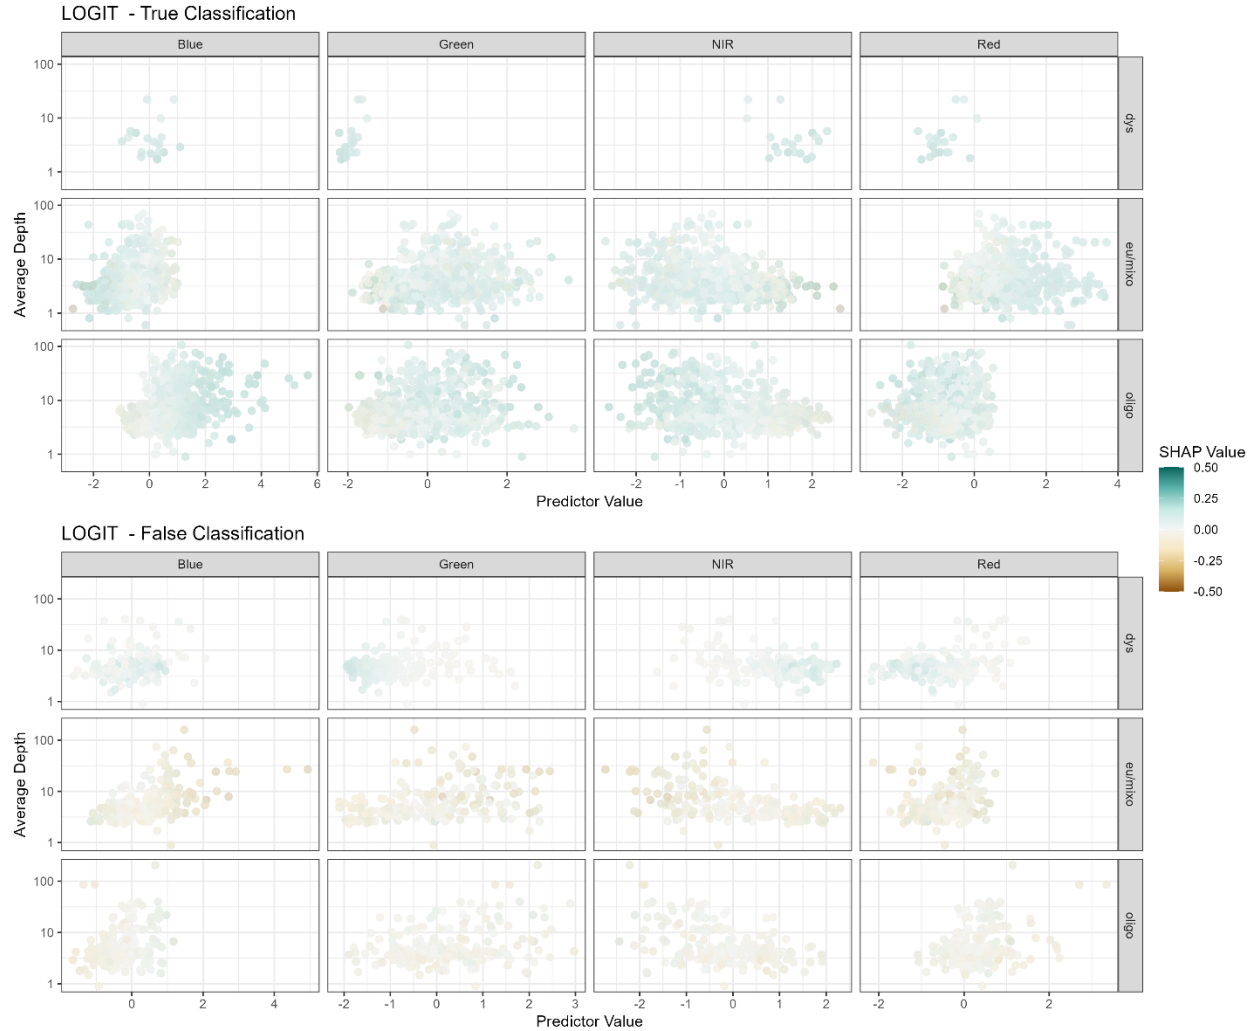 LOGIT - True Classification
Blue
Green
NIR
Red
100
10
1
dys
100
10
1
eu/mixo
100
10
1
oligo
Average Depth
-2
0
2
4
6
-2
0
2
-2
-1
0
1
2
-2
0
2
4
Predictor Value
SHAP Value
0.50
0.25
0.00
-0.25
-0.50
LOGIT - False Classification
Blue
Green
NIR
Red
100
10
1
dys
100
10
1
eu/mixo
100
10
1
oligo
Average Depth
0
2
4
-2
-1
0
1
2
3
-2
-1
0
1
2
-2
0
2
Predictor Value